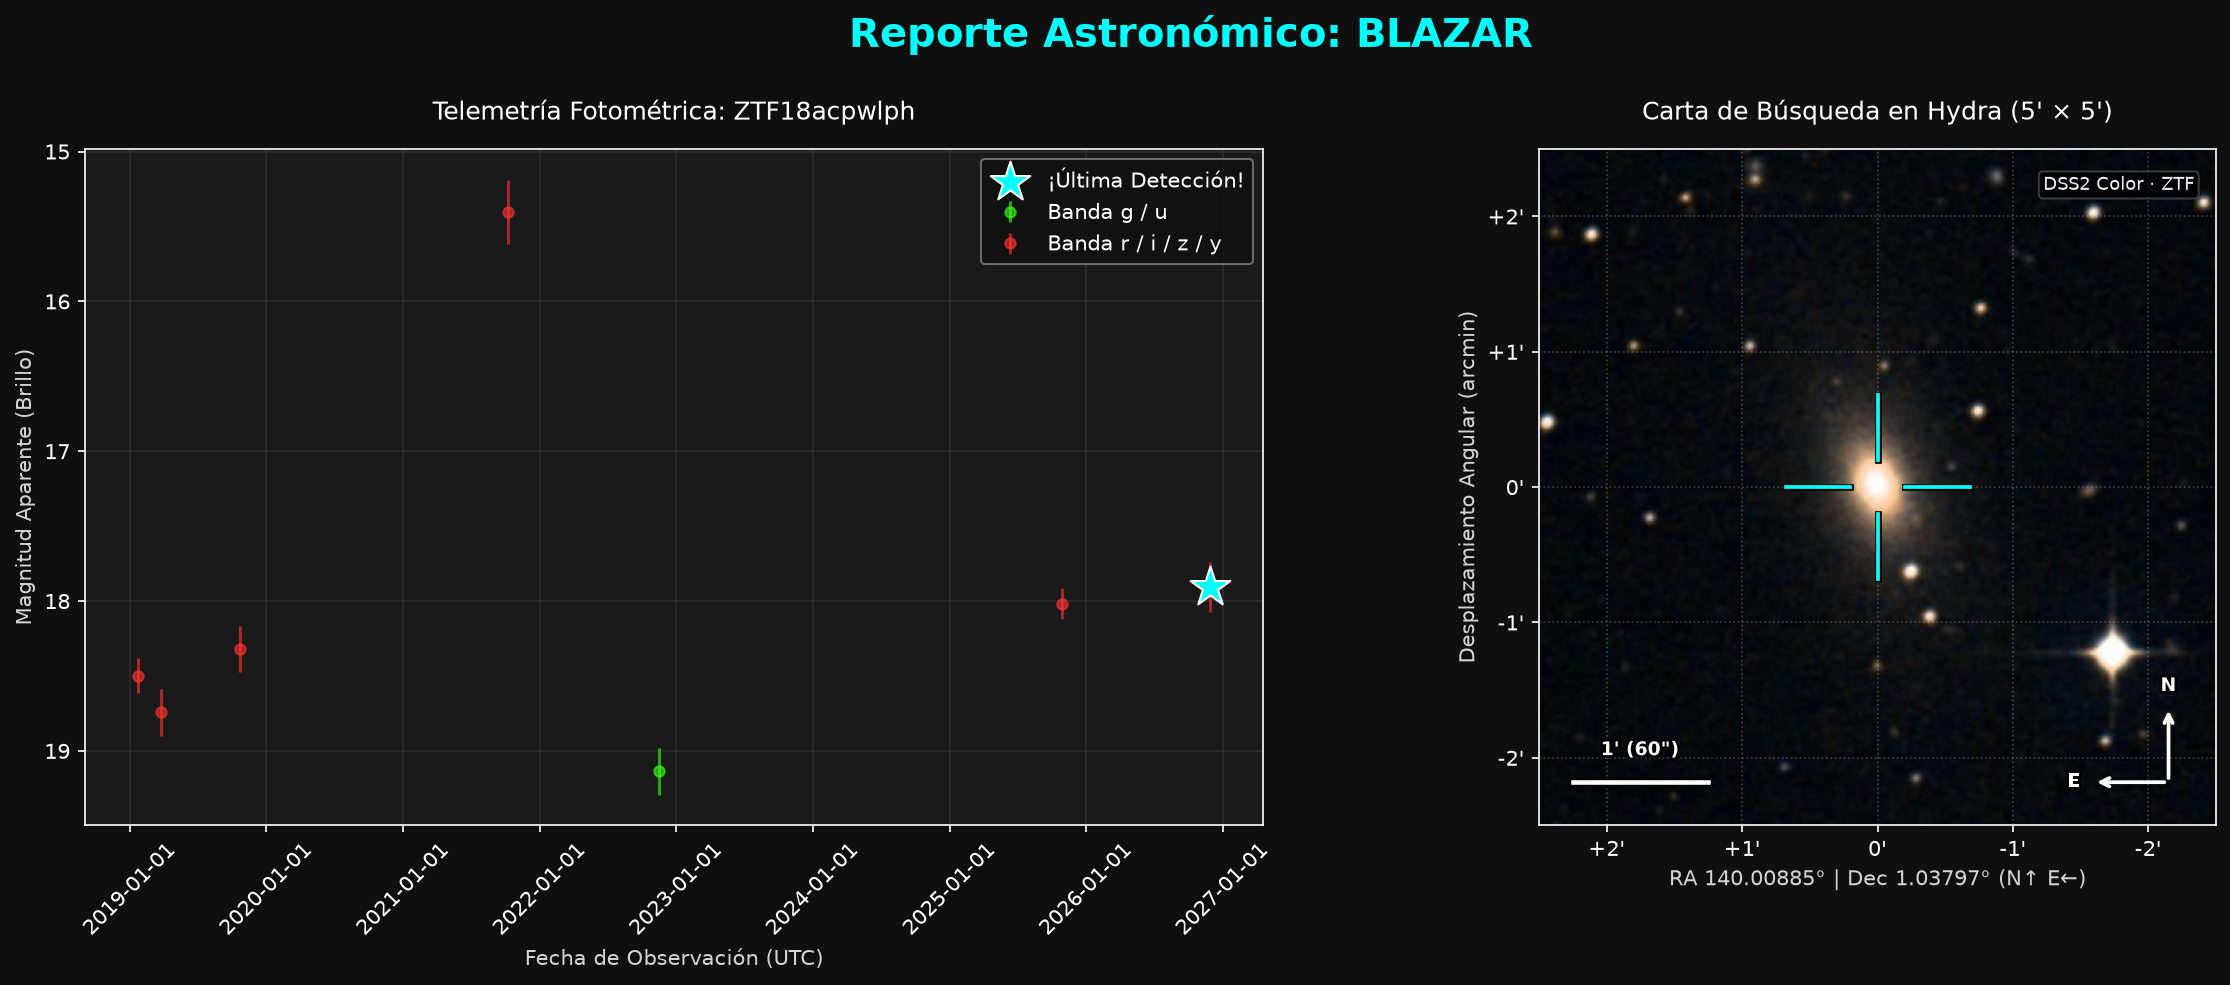 Reporte Astronómico: BLAZAR
Telemetría Fotométrica: ZTF18acpwlph
15
16
17
18
19
Magnitud Aparente (Brillo)
¡Última Detección!
Banda g / u
Banda r / i / z / y
2019-01-01
2020-01-01
2021-01-01
2022-01-01
2023-01-01
2024-01-01
2025-01-01
2026-01-01
2027-01-01
Fecha de Observación (UTC)
Carta de Búsqueda en Hydra (5' × 5')
DSS2 Color · ZTF
+2'
+1'
0'
-1'
-2'
Desplazamiento Angular (arcmin)
N
E
1' (60")
+2'
+1'
0'
-1'
-2'
RA 140.00885° | Dec 1.03797° (N↑ E←)